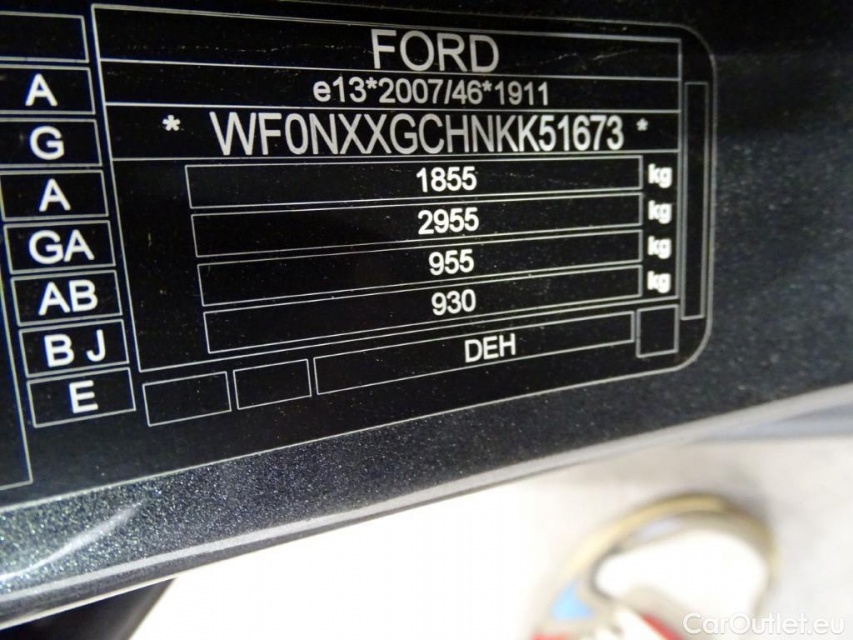 A
G
A
GA
AB
B J
E
FORD
e13*2007/46*1911
* WF0NXXGCHNKK51673 *
1855 kg
2955 kg
955 kg
930 kg
DEH
CarOutlet.eu